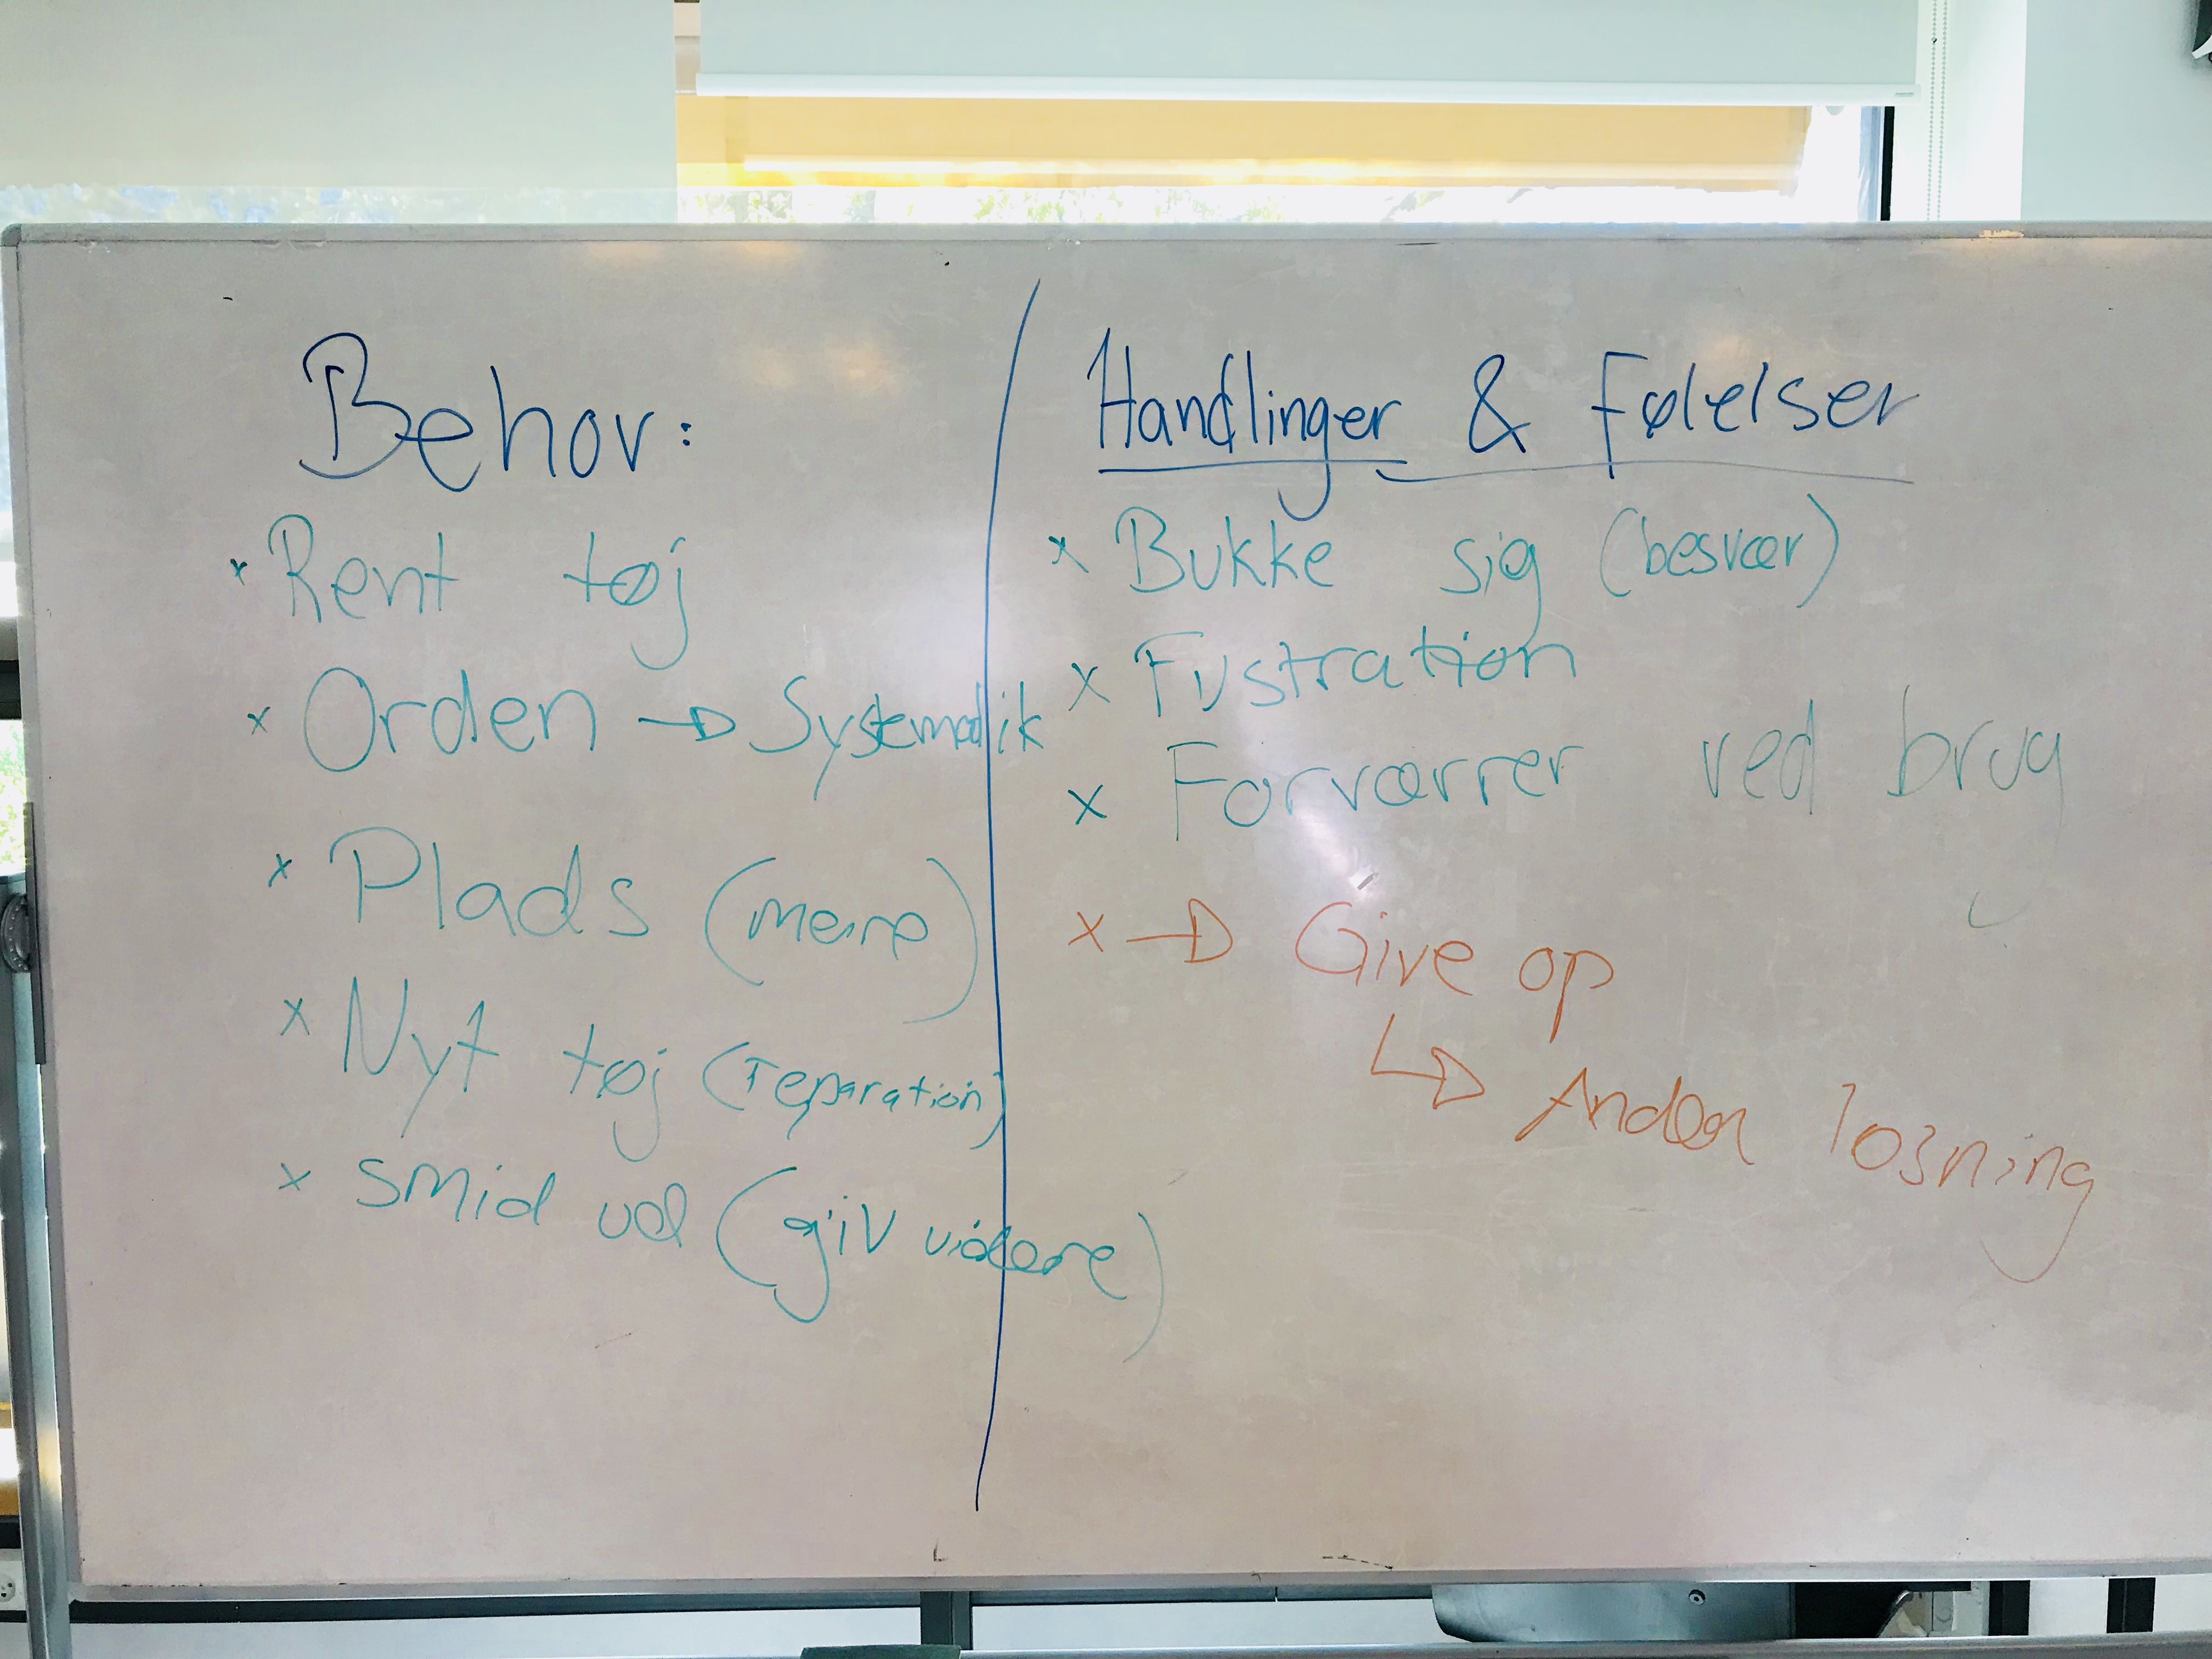 Behov:
* Rent tøj
x Orden → Systematik
x Plads (mere)
x Nyt tøj (reparation)
x smid ud (giv videre)
Handlinger & Følelser
x Bukke sig (besvær)
x Fustration
x Forværrer ved brug
x → Give op
↳ Anden losning